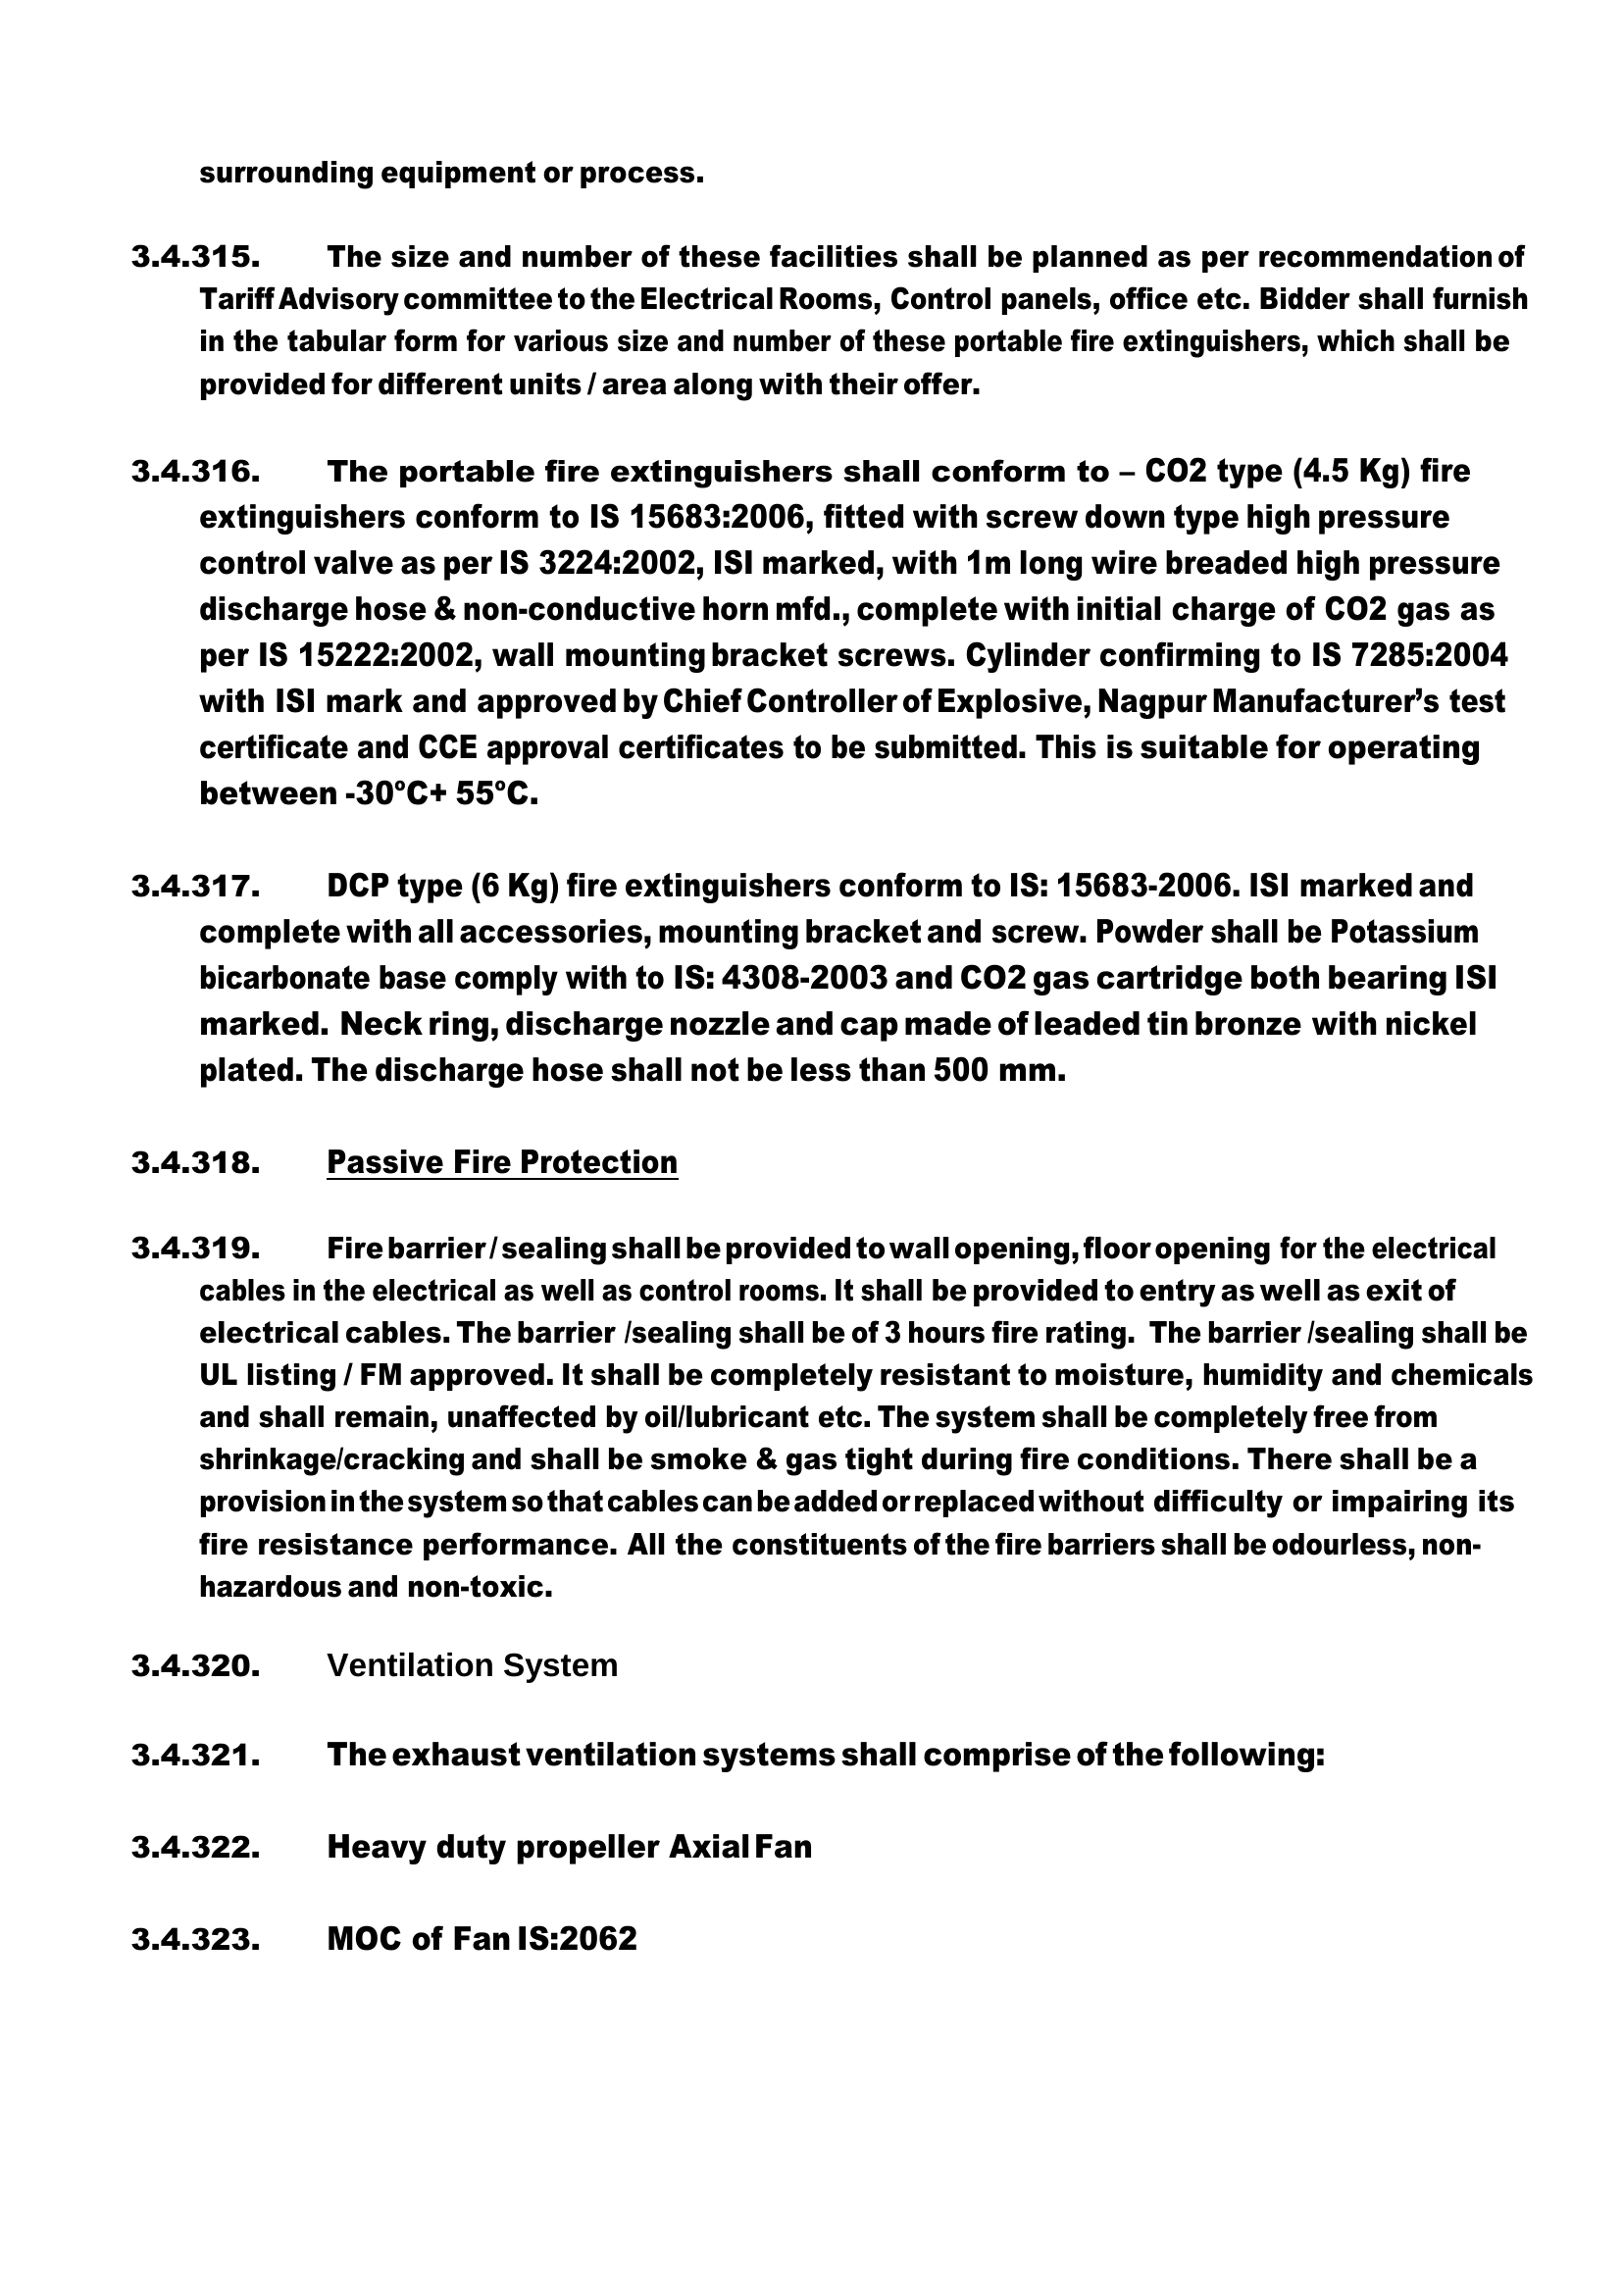 surrounding equipment or process.
3.4.315. The size and number of these facilities shall be planned as per recommendation of
Tariff Advisory committee to the Electrical Rooms, Control panels, office etc. Bidder shall furnish
in the tabular form for various size and number of these portable fire extinguishers, which shall be
provided for different units / area along with their offer.
3.4.316. The portable fire extinguishers shall conform to – CO2 type (4.5 Kg) fire
extinguishers conform to IS 15683:2006, fitted with screw down type high pressure
control valve as per IS 3224:2002, ISI marked, with 1m long wire breaded high pressure
discharge hose & non-conductive horn mfd., complete with initial charge of CO2 gas as
per IS 15222:2002, wall mounting bracket screws. Cylinder confirming to IS 7285:2004
with ISI mark and approved by Chief Controller of Explosive, Nagpur Manufacturer’s test
certificate and CCE approval certificates to be submitted. This is suitable for operating
between -30ºC+ 55ºC.
3.4.317. DCP type (6 Kg) fire extinguishers conform to IS: 15683-2006. ISI marked and
complete with all accessories, mounting bracket and screw. Powder shall be Potassium
bicarbonate base comply with to IS: 4308-2003 and CO2 gas cartridge both bearing ISI
marked. Neck ring, discharge nozzle and cap made of leaded tin bronze with nickel
plated. The discharge hose shall not be less than 500 mm.
3.4.318. Passive Fire Protection
3.4.319. Fire barrier / sealing shall be provided to wall opening, floor opening for the electrical
cables in the electrical as well as control rooms. It shall be provided to entry as well as exit of
electrical cables. The barrier /sealing shall be of 3 hours fire rating. The barrier /sealing shall be
UL listing / FM approved. It shall be completely resistant to moisture, humidity and chemicals
and shall remain, unaffected by oil/lubricant etc. The system shall be completely free from
shrinkage/cracking and shall be smoke & gas tight during fire conditions. There shall be a
provision in the system so that cables can be added or replaced without difficulty or impairing its
fire resistance performance. All the constituents of the fire barriers shall be odourless, non-
hazardous and non-toxic.
3.4.320. Ventilation System
3.4.321. The exhaust ventilation systems shall comprise of the following:
3.4.322. Heavy duty propeller Axial Fan
3.4.323. MOC of Fan IS:2062